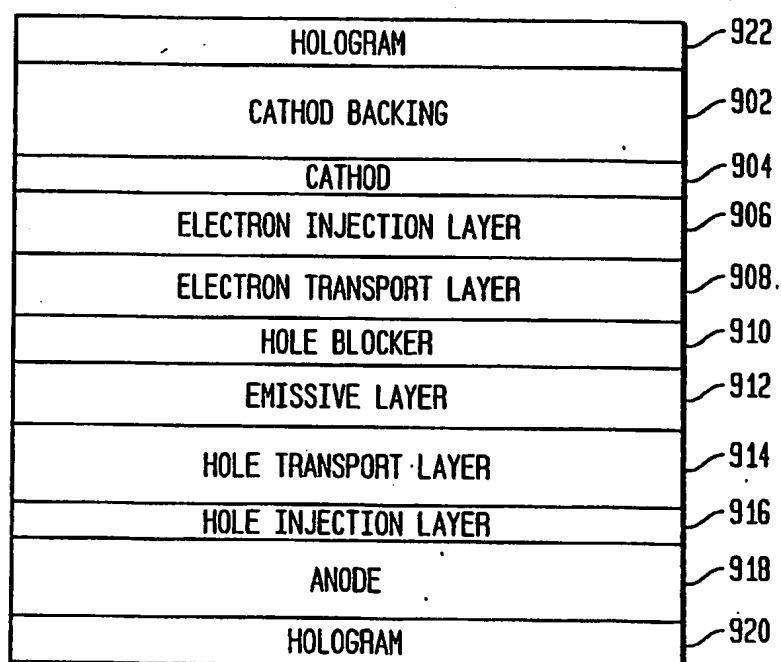 HOLOGRAM 922
CATHOD BACKING 902
CATHOD 904
ELECTRON INJECTION LAYER 906
ELECTRON TRANSPORT LAYER 908.
HOLE BLOCKER 910
EMISSIVE LAYER 912
HOLE TRANSPORT LAYER 914
HOLE INJECTION LAYER 916
ANODE 918
HOLOGRAM 920